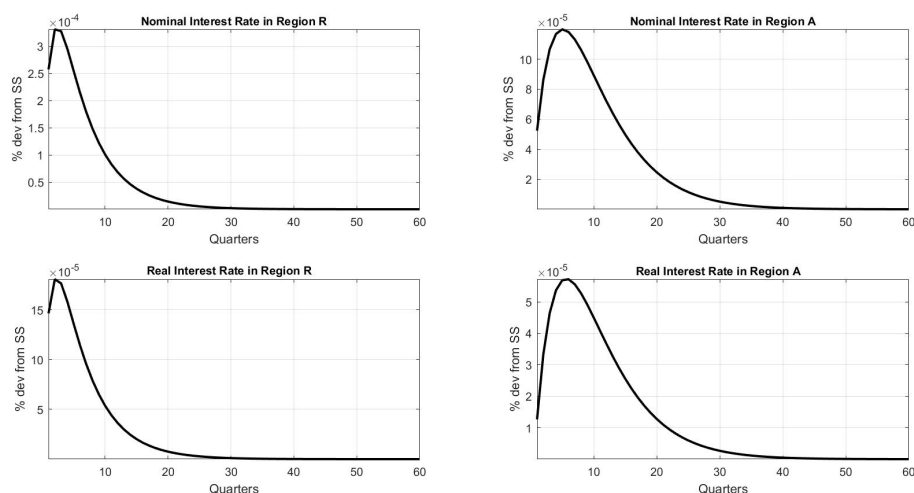 Nominal Interest Rate in Region R
×10⁻⁴
3
2.5
2
1.5
1
0.5
% dev from SS
10 20 30 40 50 60
Quarters
Nominal Interest Rate in Region A
×10⁻⁵
10
8
6
4
2
% dev from SS
10 20 30 40 50 60
Quarters
Real Interest Rate in Region R
×10⁻⁵
15
10
5
% dev from SS
10 20 30 40 50 60
Quarters
Real Interest Rate in Region A
×10⁻⁵
5
4
3
2
1
% dev from SS
10 20 30 40 50 60
Quarters